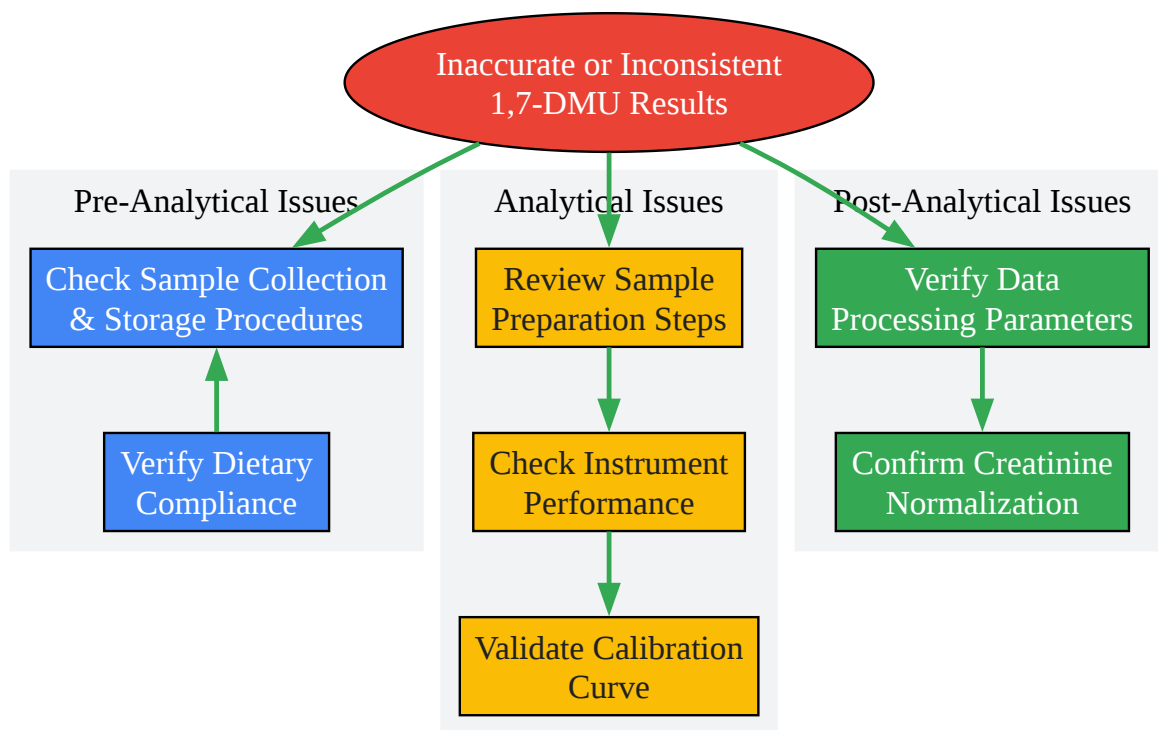 Inaccurate or Inconsistent
1,7-DMU Results
Pre-Analytical Issues
Check Sample Collection
& Storage Procedures
Verify Dietary
Compliance
Analytical Issues
Review Sample
Preparation Steps
Check Instrument
Performance
Validate Calibration
Curve
Post-Analytical Issues
Verify Data
Processing Parameters
Confirm Creatinine
Normalization